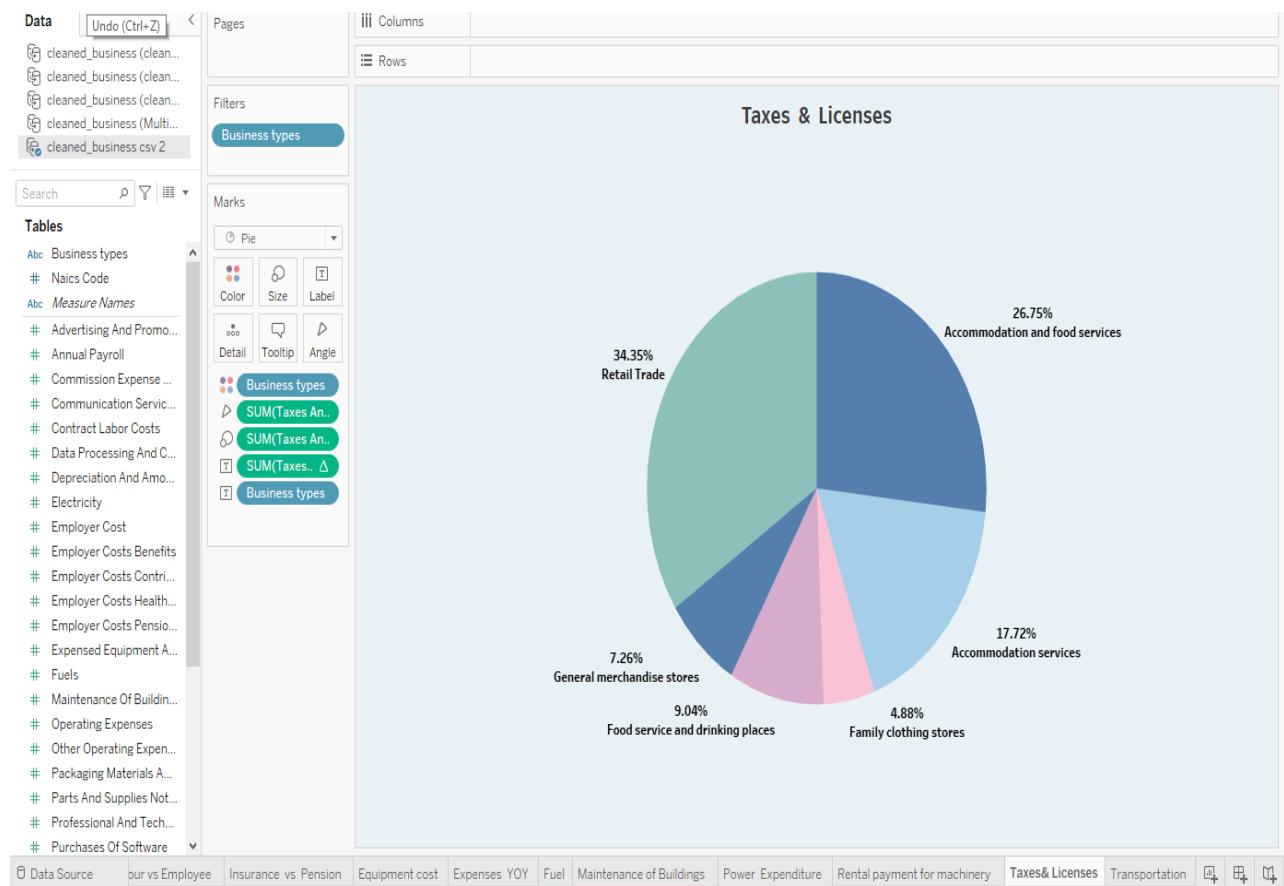 Data
Undo (Ctrl+Z)
cleaned_business (clean...
cleaned_business (clean...
cleaned_business (clean...
cleaned_business (Multi...
cleaned_business csv 2
Search
Tables
Abc Business types
# Naics Code
Abc Measure Names
# Advertising And Promo...
# Annual Payroll
# Commission Expense ...
# Communication Servic...
# Contract Labor Costs
# Data Processing And C...
# Depreciation And Amo...
# Electricity
# Employer Cost
# Employer Costs Benefits
# Employer Costs Contri...
# Employer Costs Health...
# Employer Costs Pensio...
# Expensed Equipment A...
# Fuels
# Maintenance Of Buildin...
# Operating Expenses
# Other Operating Expen...
# Packaging Materials A...
# Parts And Supplies Not...
# Professional And Tech...
# Purchases Of Software
Pages
Filters
Business types
Marks
Pie
Color Size Label
Detail Tooltip Angle
Business types
SUM(Taxes An..
SUM(Taxes An..
SUM(Taxes.. Δ
Business types
Columns
Rows
Taxes & Licenses
26.75%
Accommodation and food services
34.35%
Retail Trade
17.72%
Accommodation services
7.26%
General merchandise stores
9.04%
Food service and drinking places
4.88%
Family clothing stores
Data Source our vs Employee Insurance vs Pension Equipment cost Expenses YOY Fuel Maintenance of Buildings Power Expenditure Rental payment for machinery Taxes& Licenses Transportation